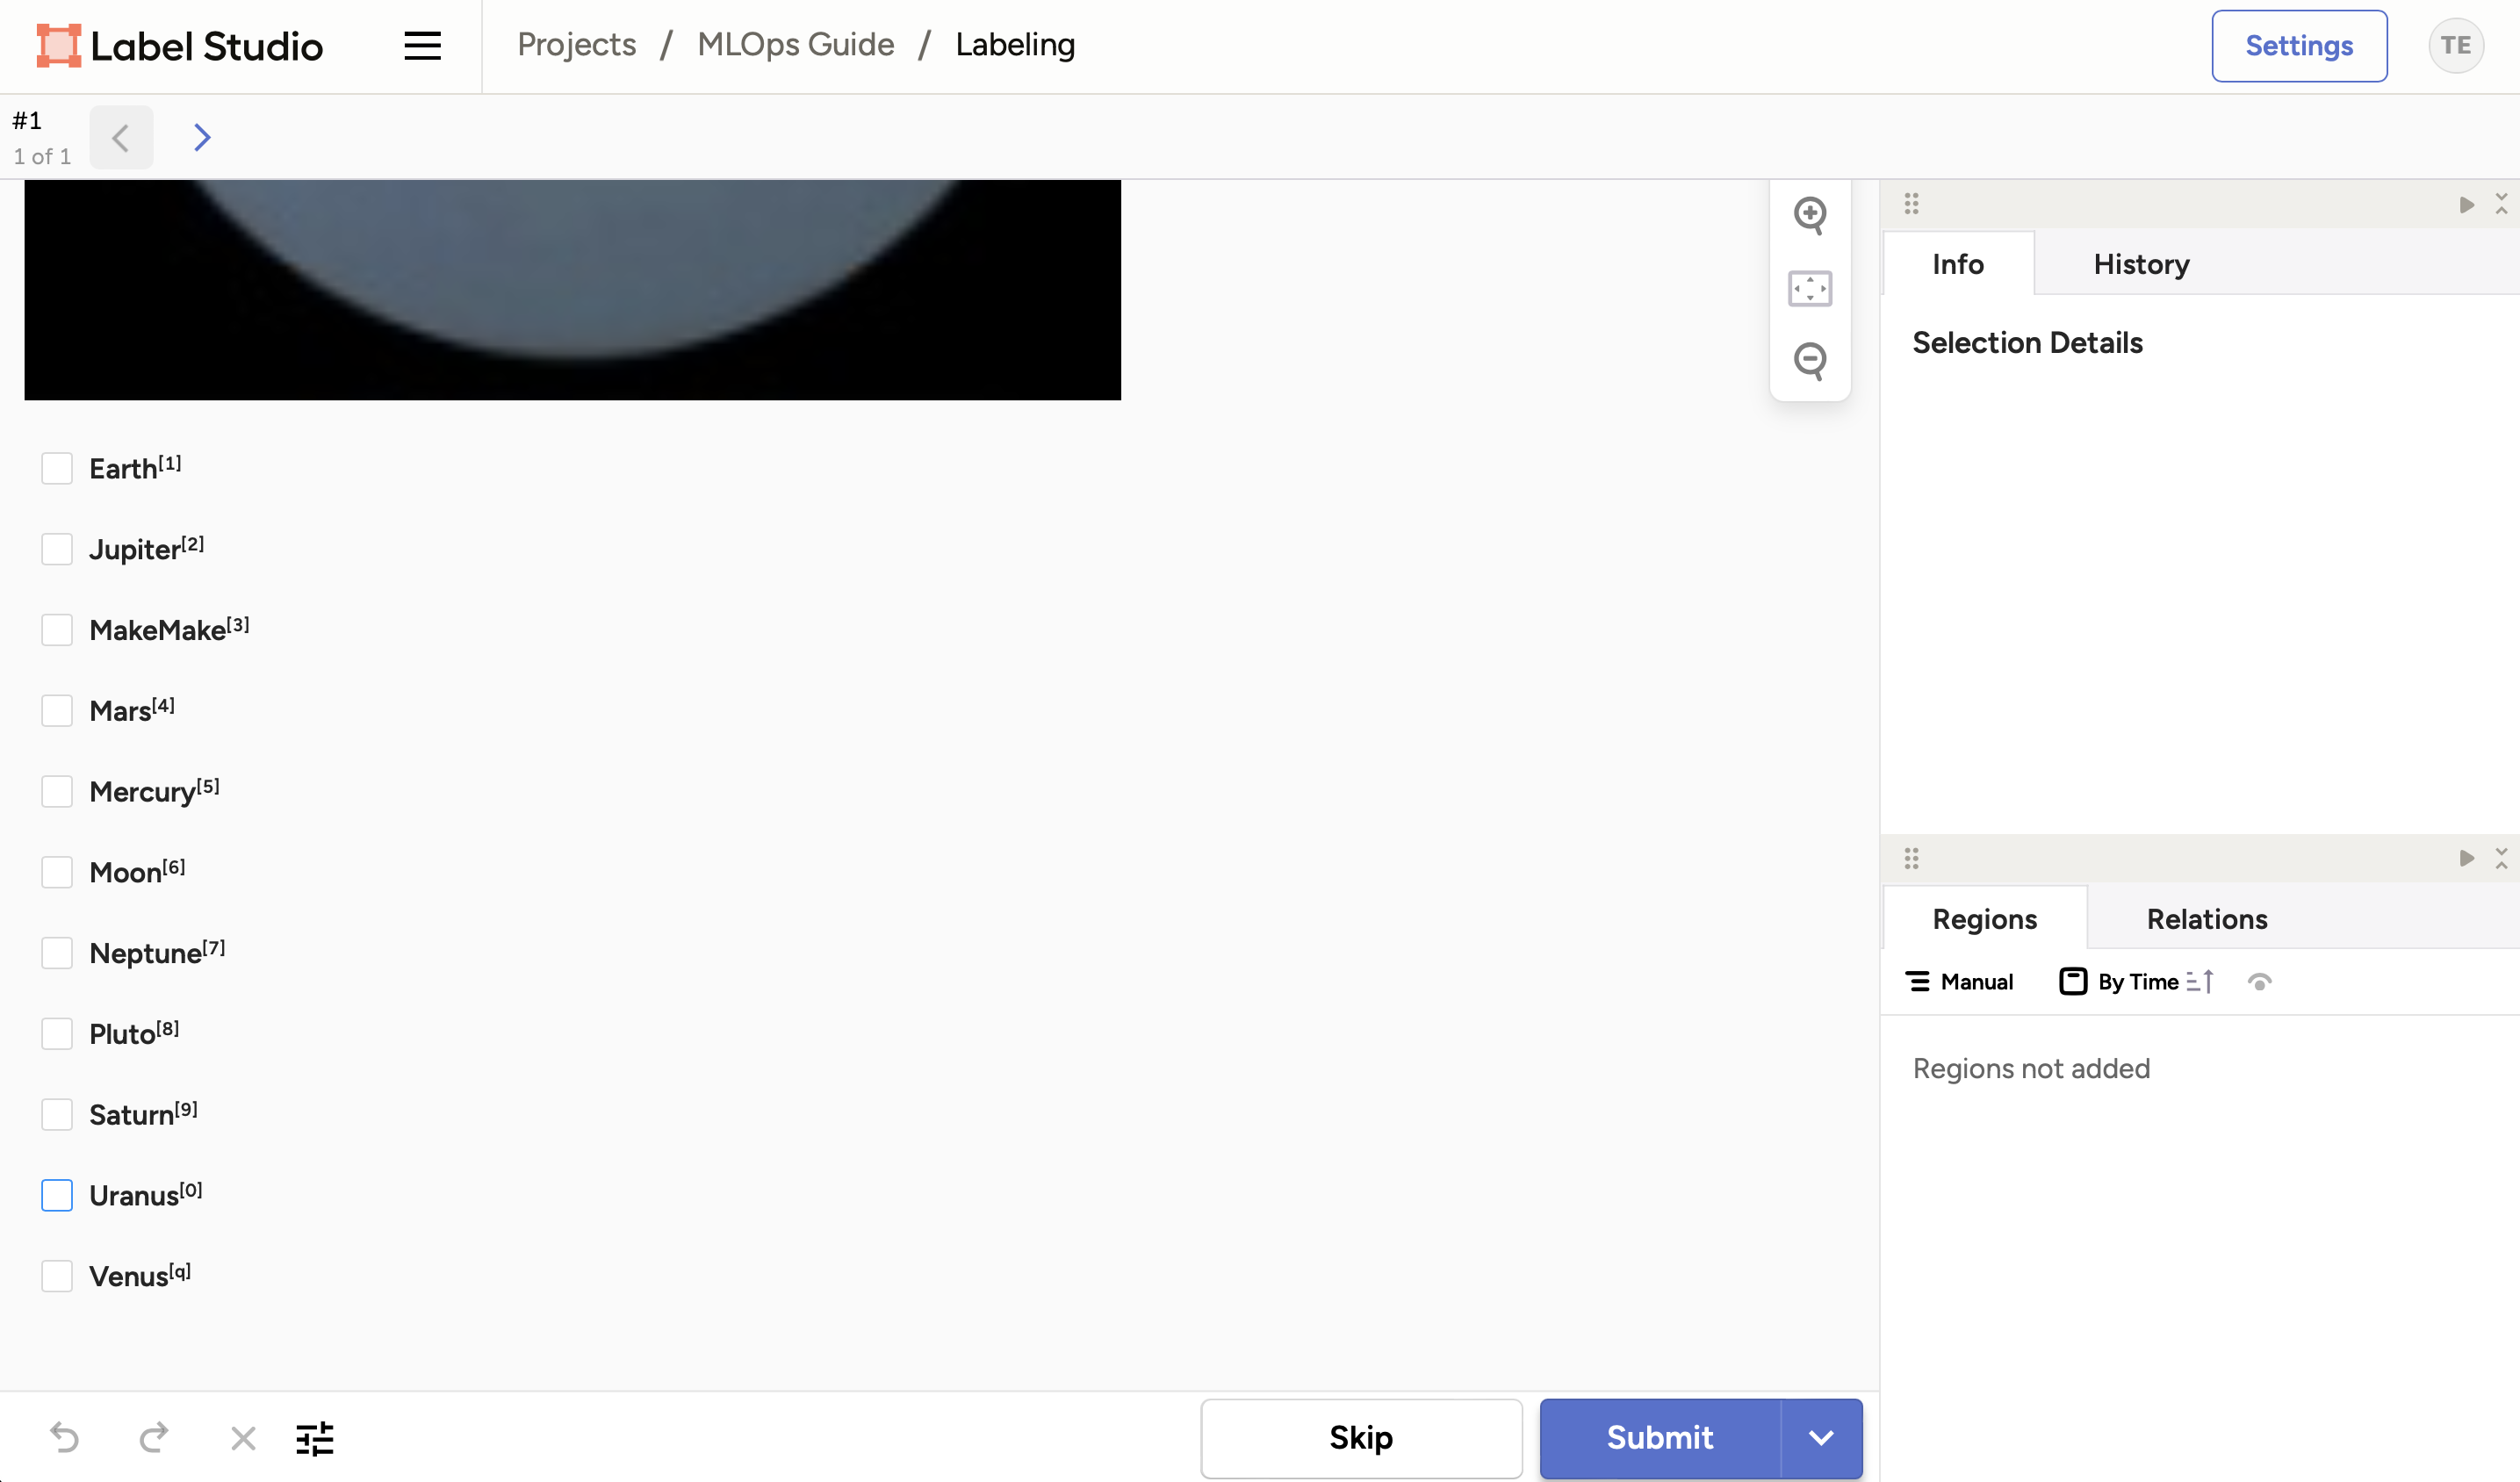 Label Studio
Projects / MLOps Guide / Labeling
Settings
TE
#1
1 of 1
Info
History
Selection Details
Earth[1]
Jupiter[2]
MakeMake[3]
Mars[4]
Mercury[5]
Moon[6]
Neptune[7]
Pluto[8]
Saturn[9]
Uranus[0]
Venus[q]
Regions
Relations
Manual
By Time
Regions not added
Skip
Submit